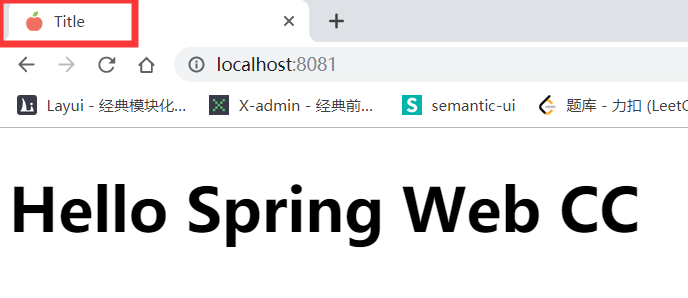 Title
localhost:8081
Layui - 经典模块化... X-admin - 经典前... semantic-ui 题库 - 力扣 (LeetC
Hello Spring Web CC